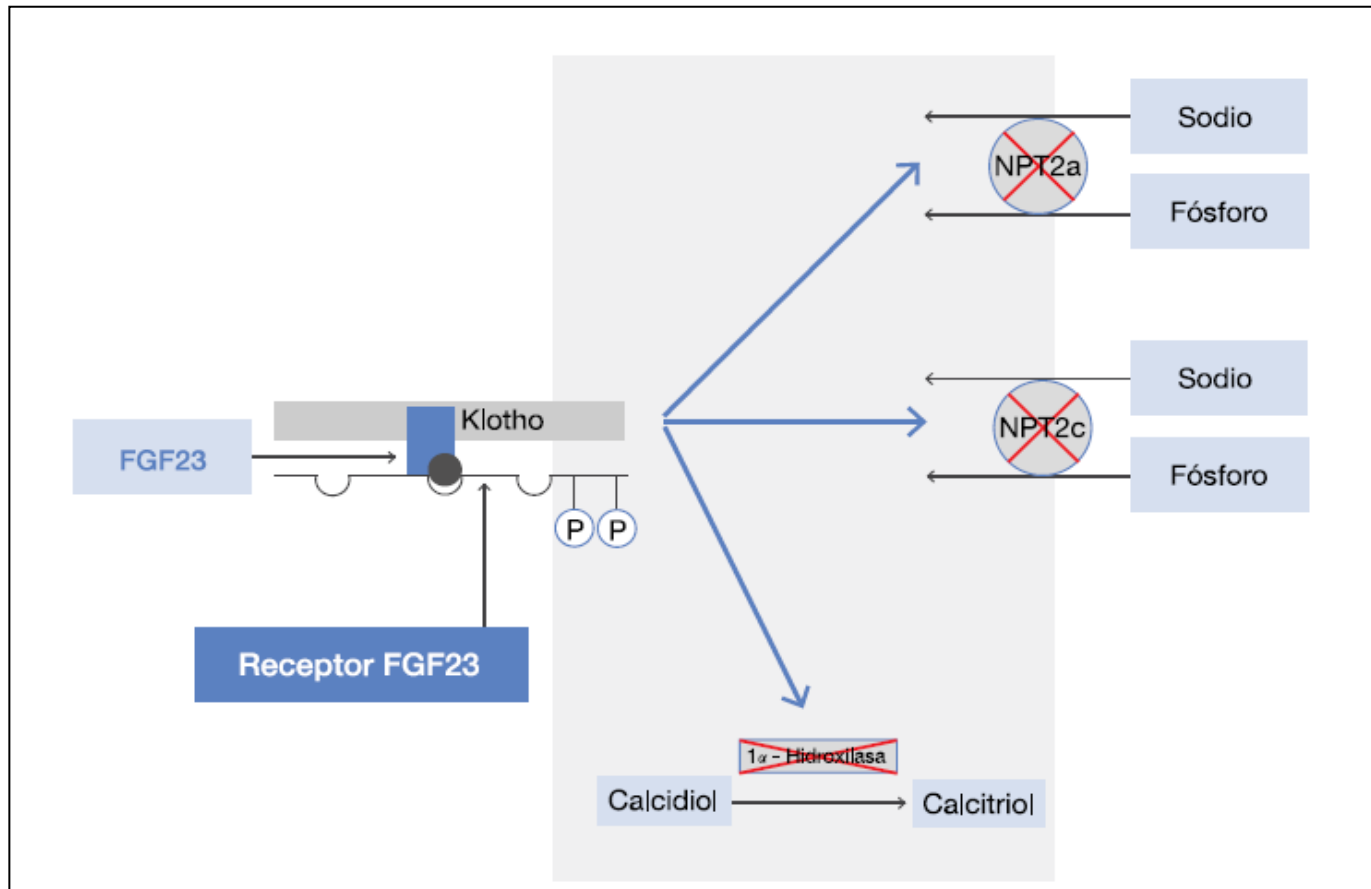 Sodio
NPT2a
Fósforo
Sodio
Klotho
NPT2c
FGF23
Fósforo
P P
Receptor FGF23
1α - Hidroxilasa
Calcidiol
Calcitriol